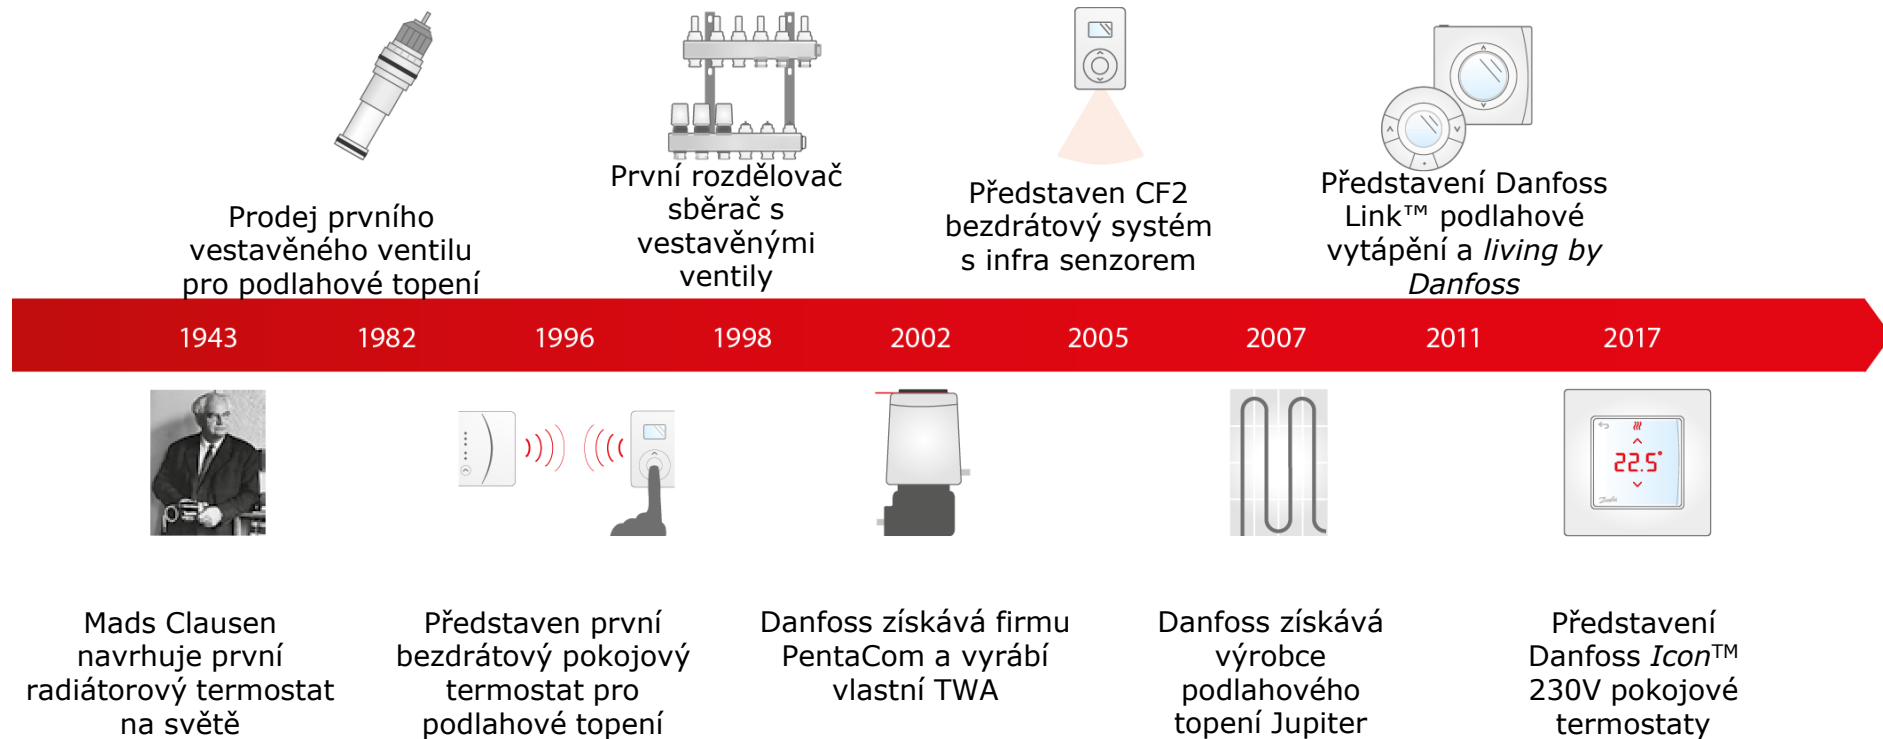 Prodej prvního
vestavěného ventilu
pro podlahové topení
První rozdělovač
sběrač s
vestavěnými
ventily
Představen CF2
bezdrátový systém
s infra senzorem
Představení Danfoss
Link™ podlahové
vytápění a living by
Danfoss
1943 1982 1996 1998 2002 2005 2007 2011 2017
22.5°
Danfoss
Mads Clausen
navrhuje první
radiátorový termostat
na světě
Představen první
bezdrátový pokojový
termostat pro
podlahové topení
Danfoss získává firmu
PentaCom a vyrábí
vlastní TWA
Danfoss získává
výrobce
podlahového
topení Jupiter
Představení
Danfoss Icon™
230V pokojové
termostaty